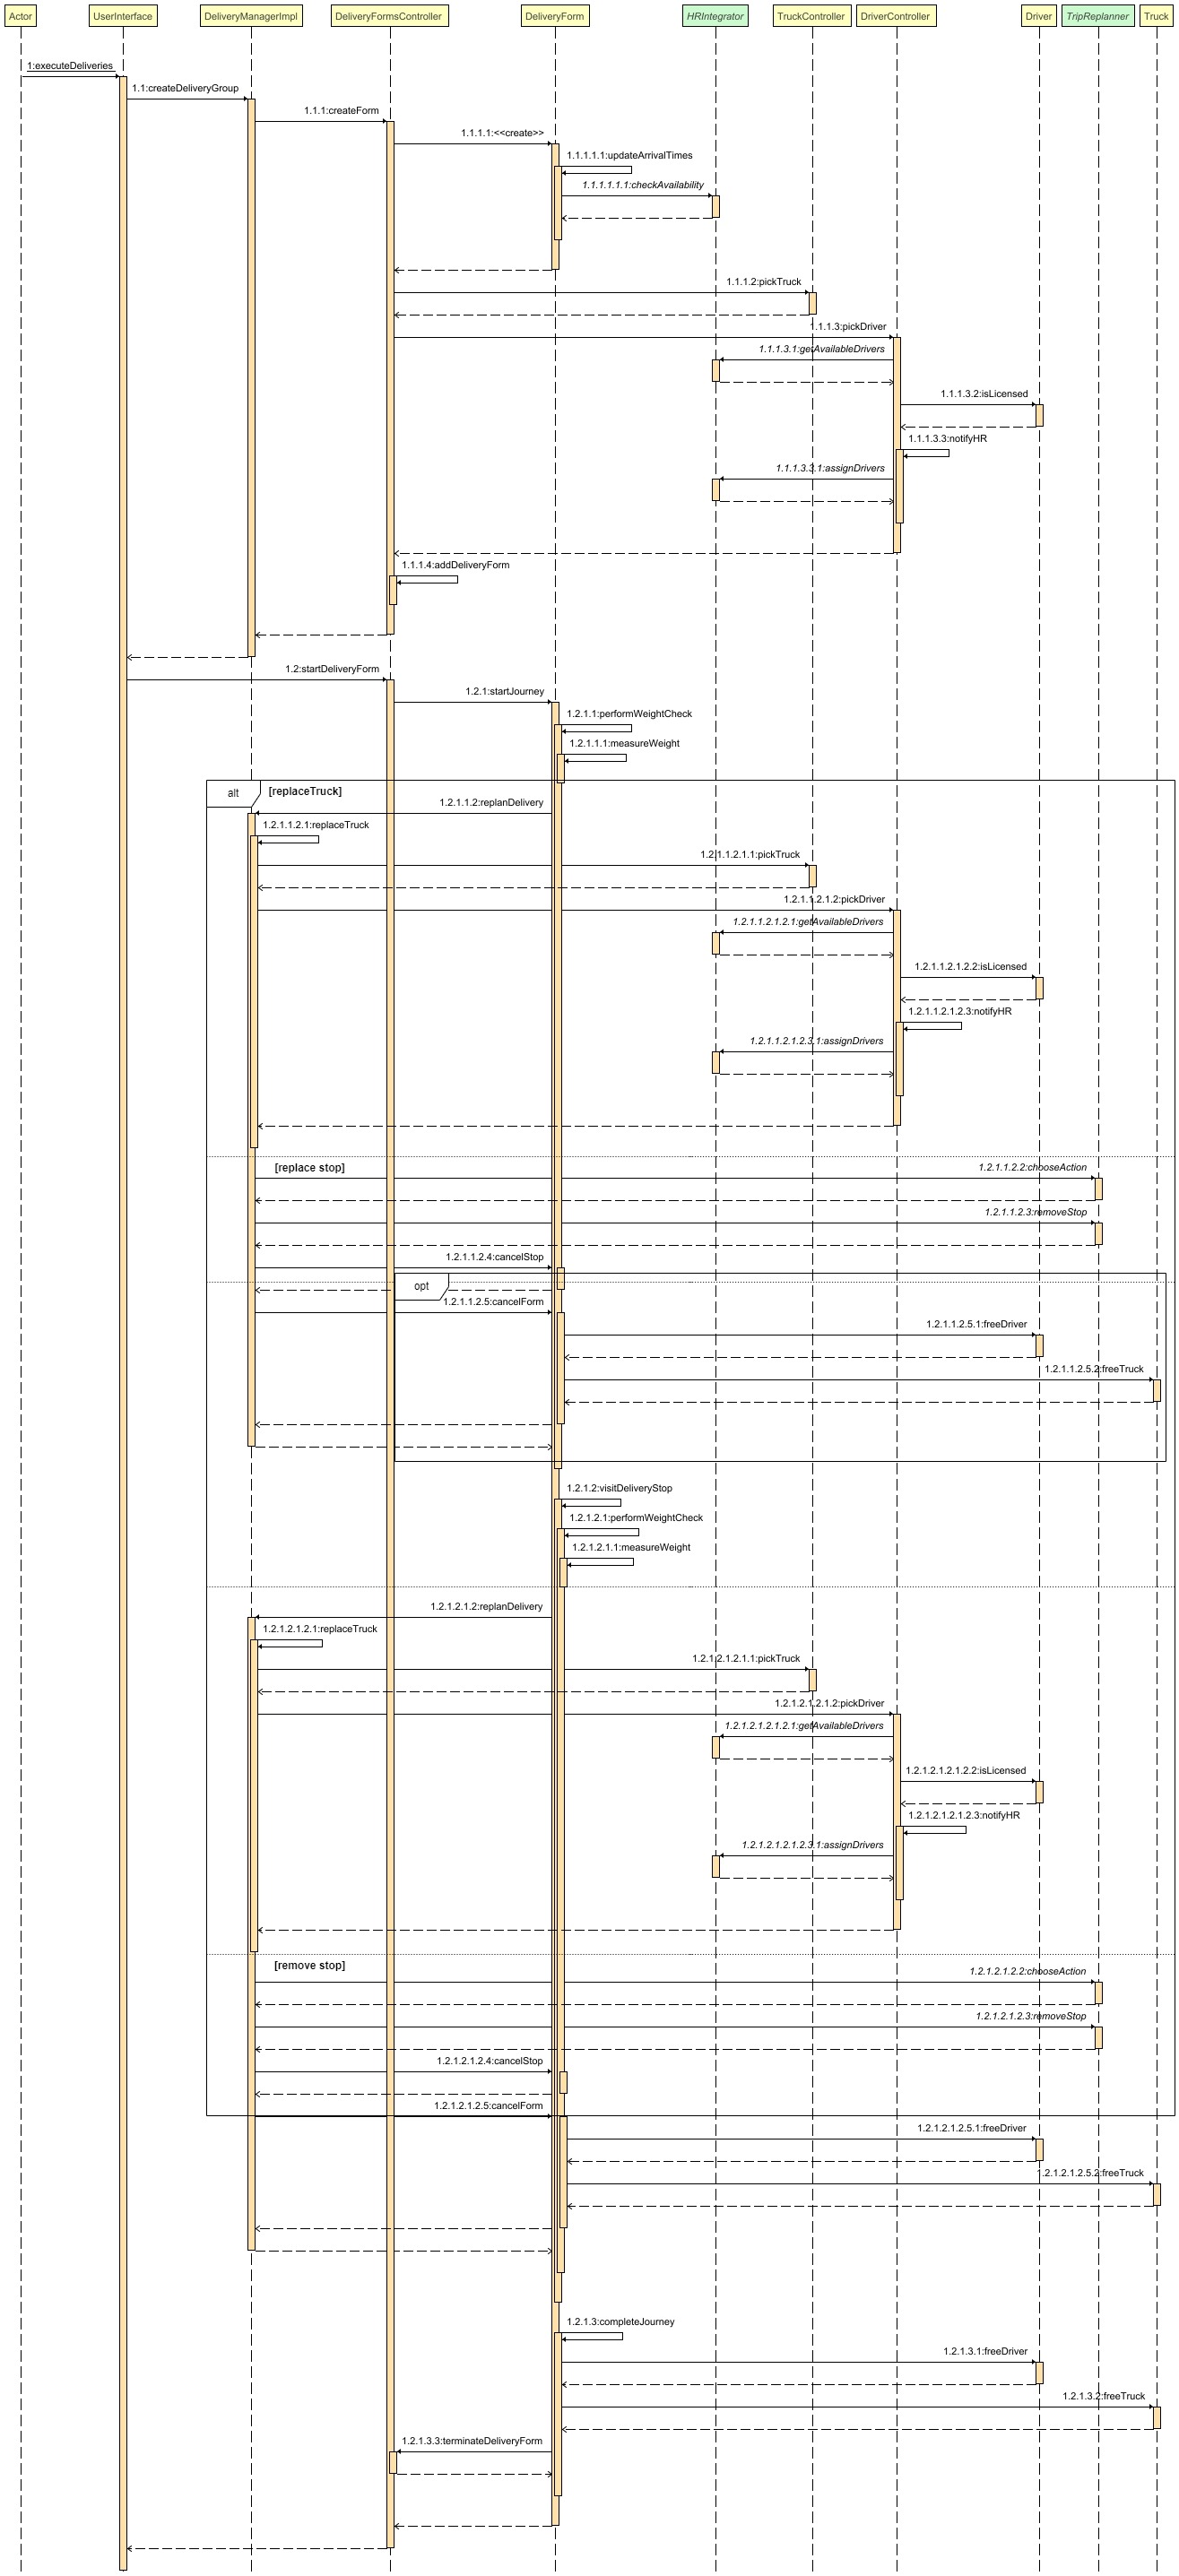 Actor
UserInterface
DeliveryManagerImpl
DeliveryFormsController
DeliveryForm
HRIntegrator
TruckController
DriverController
Driver
TripReplanner
Truck
1:executeDeliveries
1.1:createDeliveryGroup
1.1.1:createForm
1.1.1.1:<<create>>
1.1.1.1.1:updateArrivalTimes
1.1.1.1.1.1:checkAvailability
1.1.1.2:pickTruck
1.1.1.3:pickDriver
1.1.1.3.1:getAvailableDrivers
1.1.1.3.2:isLicensed
1.1.1.3.3:notifyHR
1.1.1.3.3.1:assignDrivers
1.1.1.4:addDeliveryForm
1.2:startDeliveryForm
1.2.1:startJourney
1.2.1.1:performWeightCheck
1.2.1.1.1:measureWeight
alt
[replaceTruck]
1.2.1.1.2:replanDelivery
1.2.1.1.2.1:replaceTruck
1.2.1.1.2.1.1:pickTruck
1.2.1.1.2.1.2:pickDriver
1.2.1.1.2.1.2.1:getAvailableDrivers
1.2.1.1.2.1.2.2:isLicensed
1.2.1.1.2.1.2.3:notifyHR
1.2.1.1.2.1.2.3.1:assignDrivers
[replace stop]
1.2.1.1.2.2:chooseAction
1.2.1.1.2.3:removeStop
1.2.1.1.2.4:cancelStop
opt
1.2.1.1.2.5:cancelForm
1.2.1.1.2.5.1:freeDriver
1.2.1.1.2.5.2:freeTruck
1.2.1.2:visitDeliveryStop
1.2.1.2.1:performWeightCheck
1.2.1.2.1.1:measureWeight
1.2.1.2.1.2:replanDelivery
1.2.1.2.1.2.1:replaceTruck
1.2.1.2.1.2.1.1:pickTruck
1.2.1.2.1.2.1.2:pickDriver
1.2.1.2.1.2.1.2.1:getAvailableDrivers
1.2.1.2.1.2.1.2.2:isLicensed
1.2.1.2.1.2.1.2.3:notifyHR
1.2.1.2.1.2.1.2.3.1:assignDrivers
[remove stop]
1.2.1.2.1.2.2:chooseAction
1.2.1.2.1.2.3:removeStop
1.2.1.2.1.2.4:cancelStop
1.2.1.2.1.2.5:cancelForm
1.2.1.2.1.2.5.1:freeDriver
1.2.1.2.1.2.5.2:freeTruck
1.2.1.3:completeJourney
1.2.1.3.1:freeDriver
1.2.1.3.2:freeTruck
1.2.1.3.3:terminateDeliveryForm